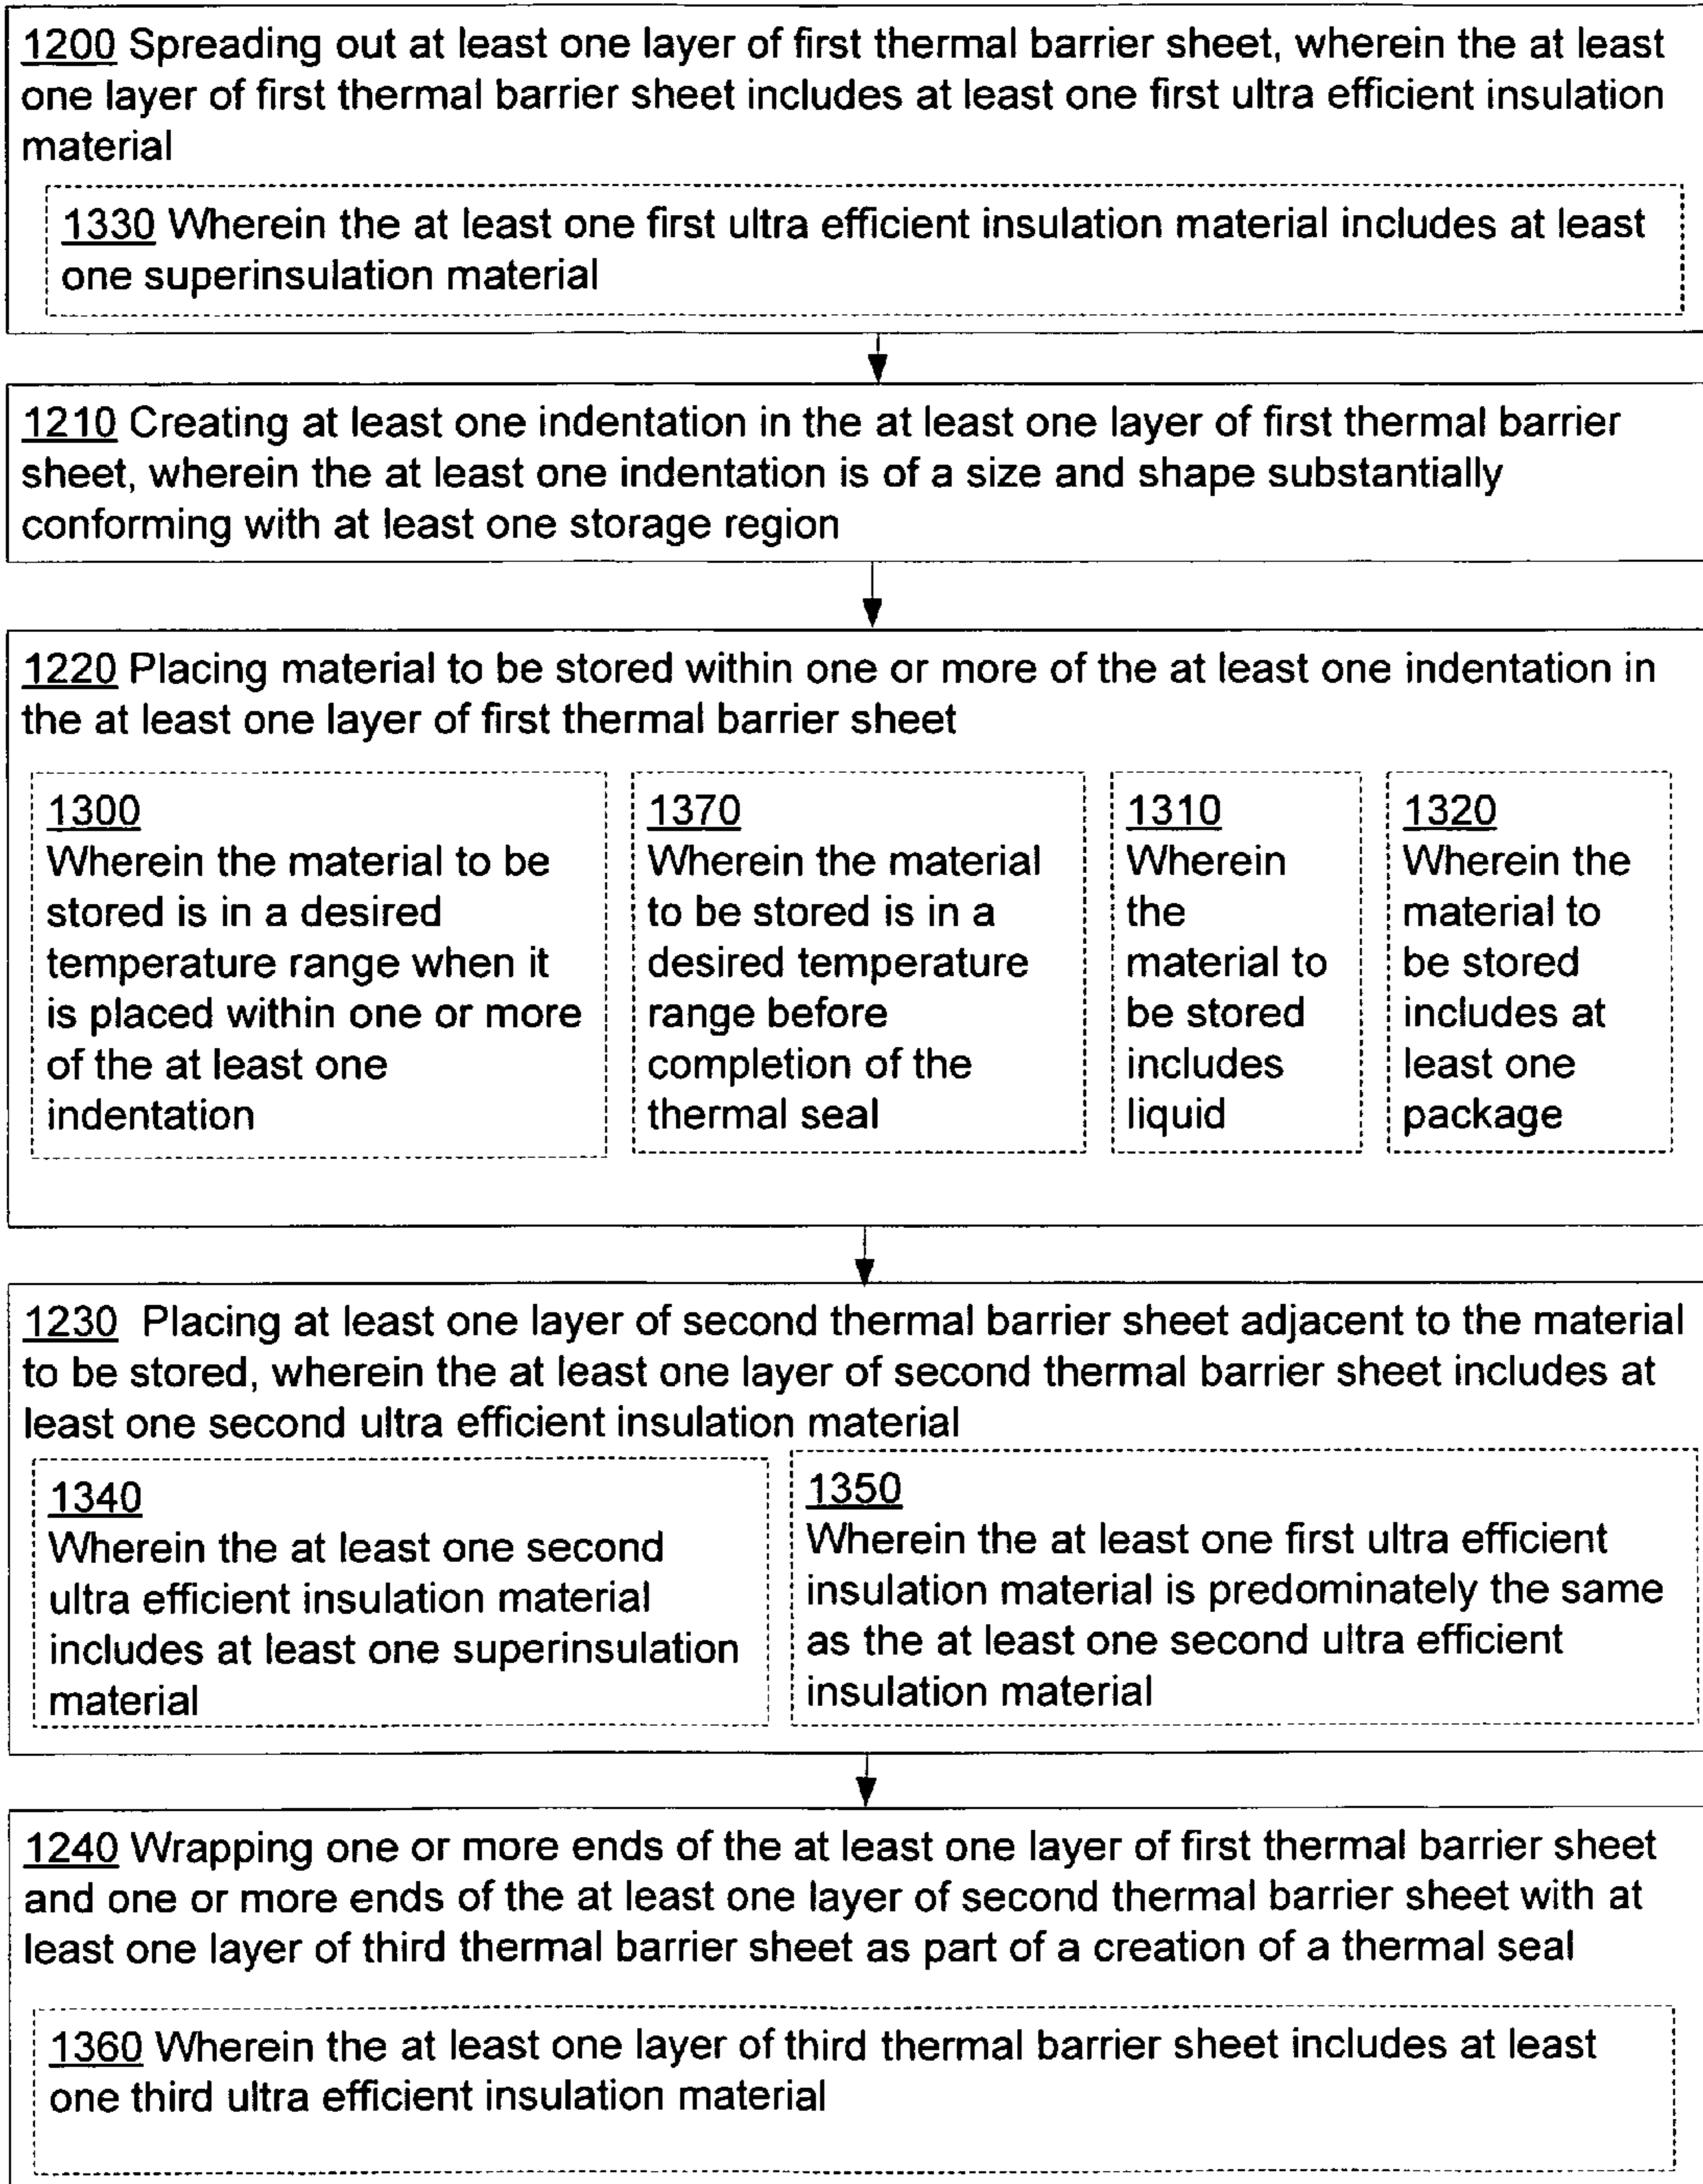 1200 Spreading out at least one layer of first thermal barrier sheet, wherein the at least
one layer of first thermal barrier sheet includes at least one first ultra efficient insulation
material
1330 Wherein the at least one first ultra efficient insulation material includes at least
one superinsulation material
1210 Creating at least one indentation in the at least one layer of first thermal barrier
sheet, wherein the at least one indentation is of a size and shape substantially
conforming with at least one storage region
1220 Placing material to be stored within one or more of the at least one indentation in
the at least one layer of first thermal barrier sheet
1300
Wherein the material to be
stored is in a desired
temperature range when it
is placed within one or more
of the at least one
indentation
1370
Wherein the material
to be stored is in a
desired temperature
range before
completion of the
thermal seal
1310
Wherein
the
material to
be stored
includes
liquid
1320
Wherein the
material to
be stored
includes at
least one
package
1230 Placing at least one layer of second thermal barrier sheet adjacent to the material
to be stored, wherein the at least one layer of second thermal barrier sheet includes at
least one second ultra efficient insulation material
1340
Wherein the at least one second
ultra efficient insulation material
includes at least one superinsulation
material
1350
Wherein the at least one first ultra efficient
insulation material is predominately the same
as the at least one second ultra efficient
insulation material
1240 Wrapping one or more ends of the at least one layer of first thermal barrier sheet
and one or more ends of the at least one layer of second thermal barrier sheet with at
least one layer of third thermal barrier sheet as part of a creation of a thermal seal
1360 Wherein the at least one layer of third thermal barrier sheet includes at least
one third ultra efficient insulation material